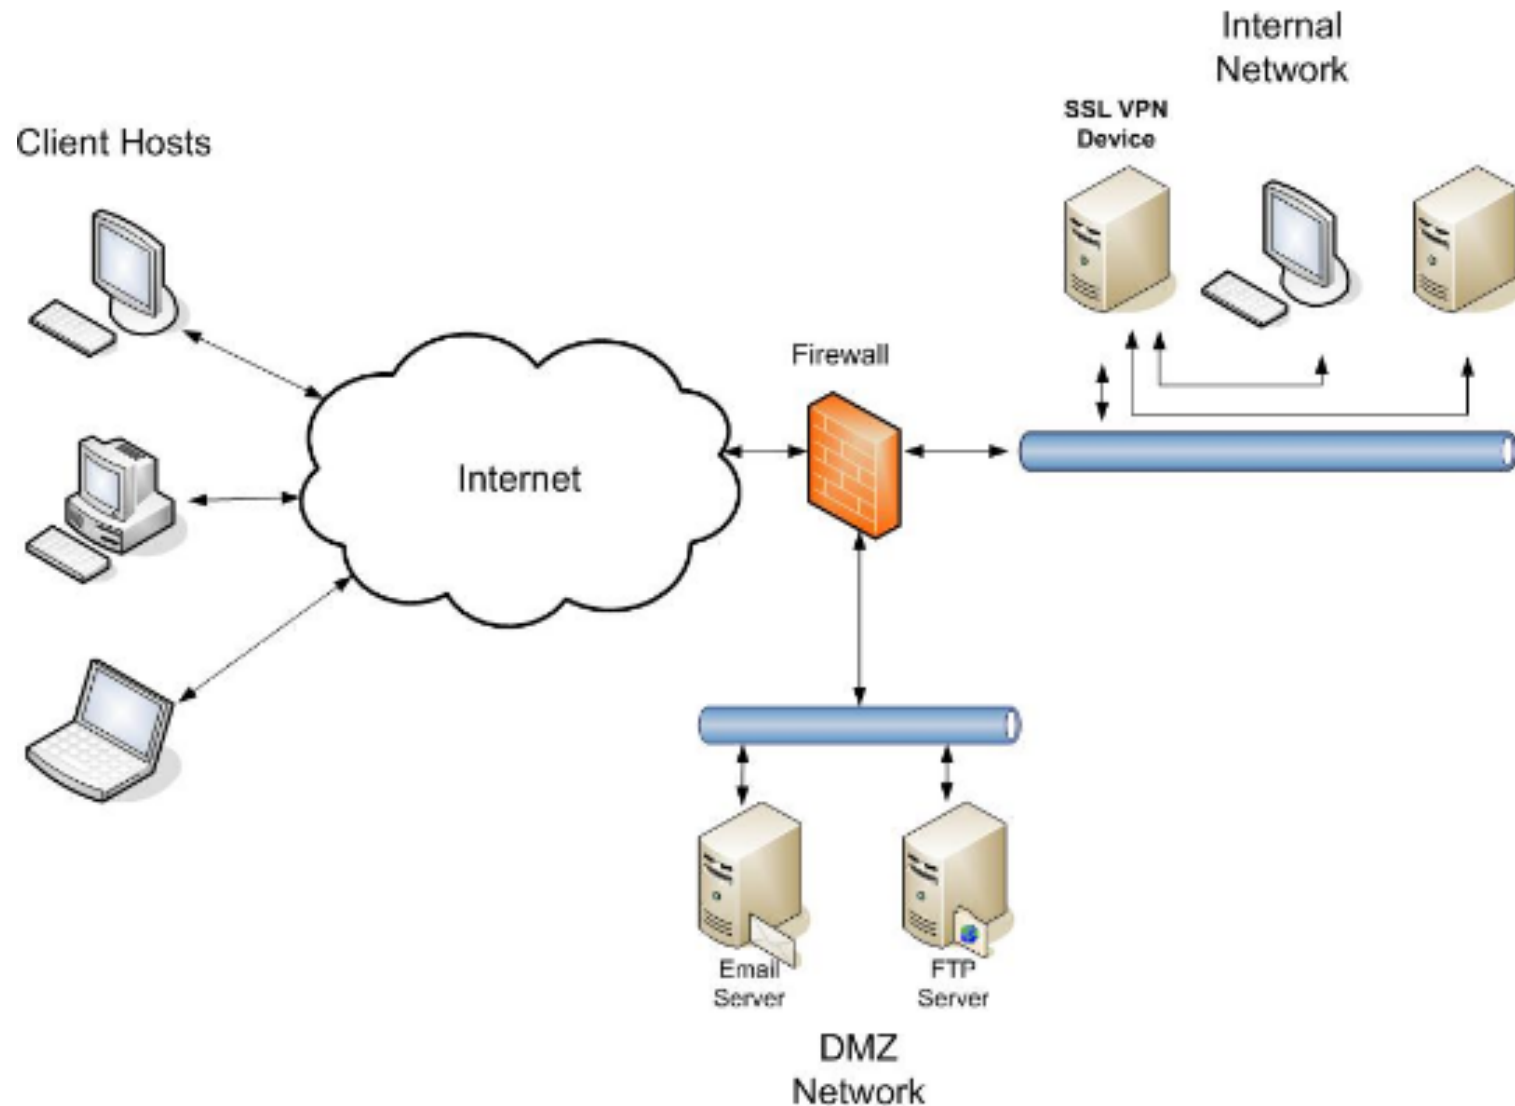 Internal
Network
SSL VPN
Device
Client Hosts
Firewall
Internet
Email
Server
FTP
Server
DMZ
Network